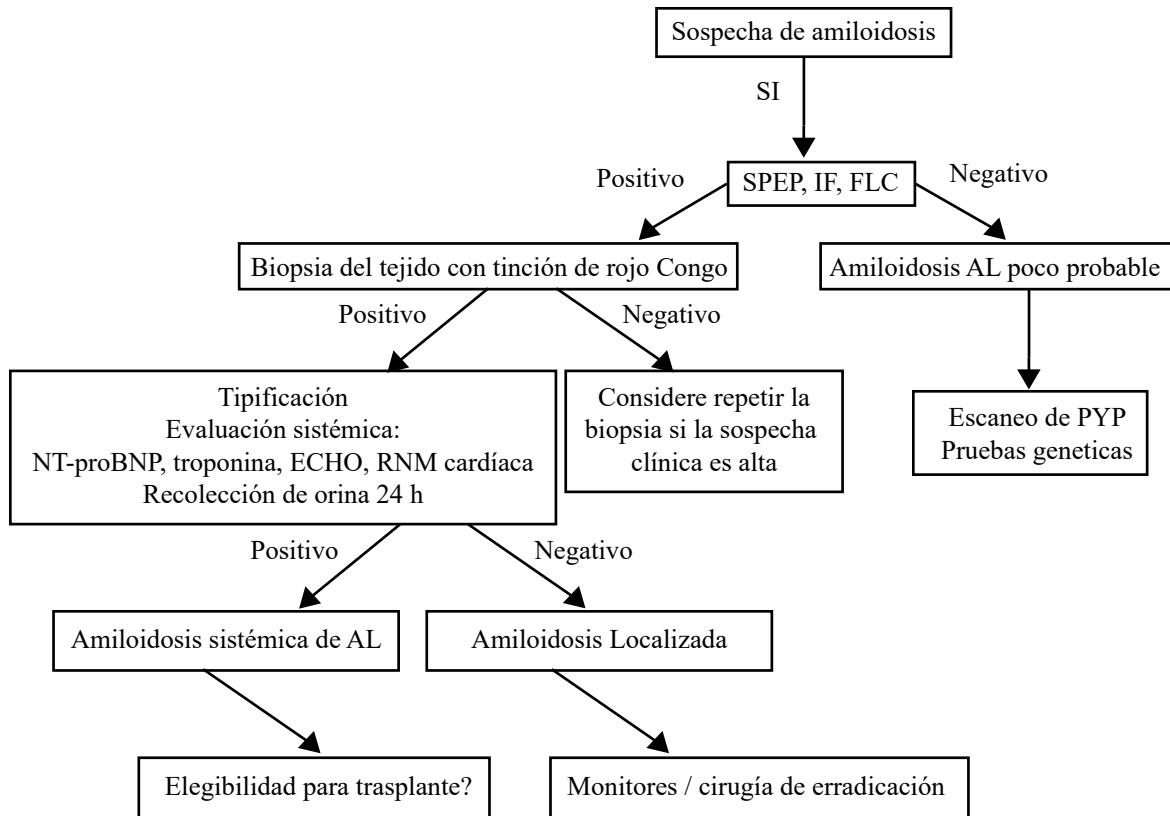 Sospecha de amiloidosis
SI
Positivo
SPEP, IF, FLC
Negativo
Biopsia del tejido con tinción de rojo Congo
Amiloidosis AL poco probable
Positivo
Negativo
Tipificación
Evaluación sistémica:
NT-proBNP, troponina, ECHO, RNM cardíaca
Recolección de orina 24 h
Considere repetir la
biopsia si la sospecha
clínica es alta
Escaneo de PYP
Pruebas geneticas
Positivo
Negativo
Amiloidosis sistémica de AL
Amiloidosis Localizada
Elegibilidad para trasplante?
Monitores / cirugía de erradicación